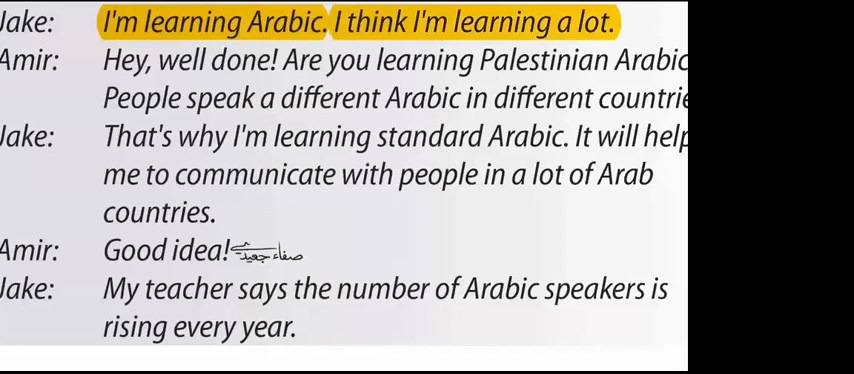 Jake: I'm learning Arabic. I think I'm learning a lot.
Amir: Hey, well done! Are you learning Palestinian Arabic
People speak a different Arabic in different countrie
Jake: That's why I'm learning standard Arabic. It will help
me to communicate with people in a lot of Arab
countries.
Amir: Good idea! صفاء جعيدي
Jake: My teacher says the number of Arabic speakers is
rising every year.